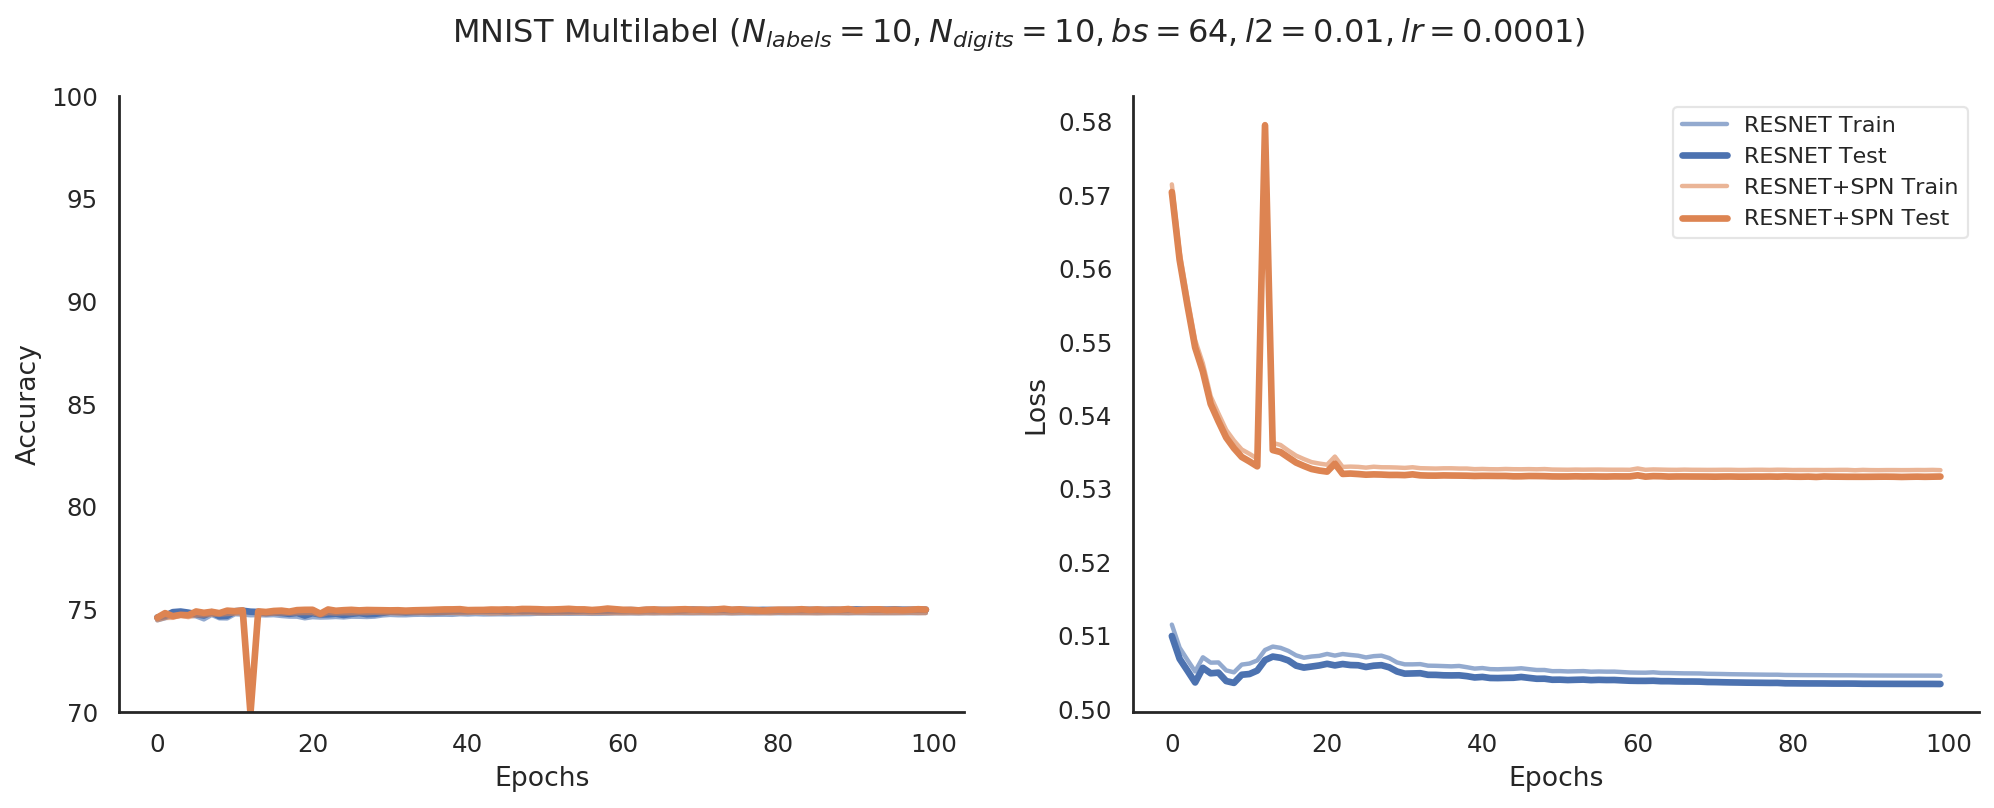 MNIST Multilabel (N_labels = 10, N_digits = 10, bs = 64, l2 = 0.01, lr = 0.0001)
Accuracy
100
95
90
85
80
75
70
0 20 40 60 80 100
Epochs
Loss
0.58
0.57
0.56
0.55
0.54
0.53
0.52
0.51
0.50
0 20 40 60 80 100
Epochs
RESNET Train
RESNET Test
RESNET+SPN Train
RESNET+SPN Test